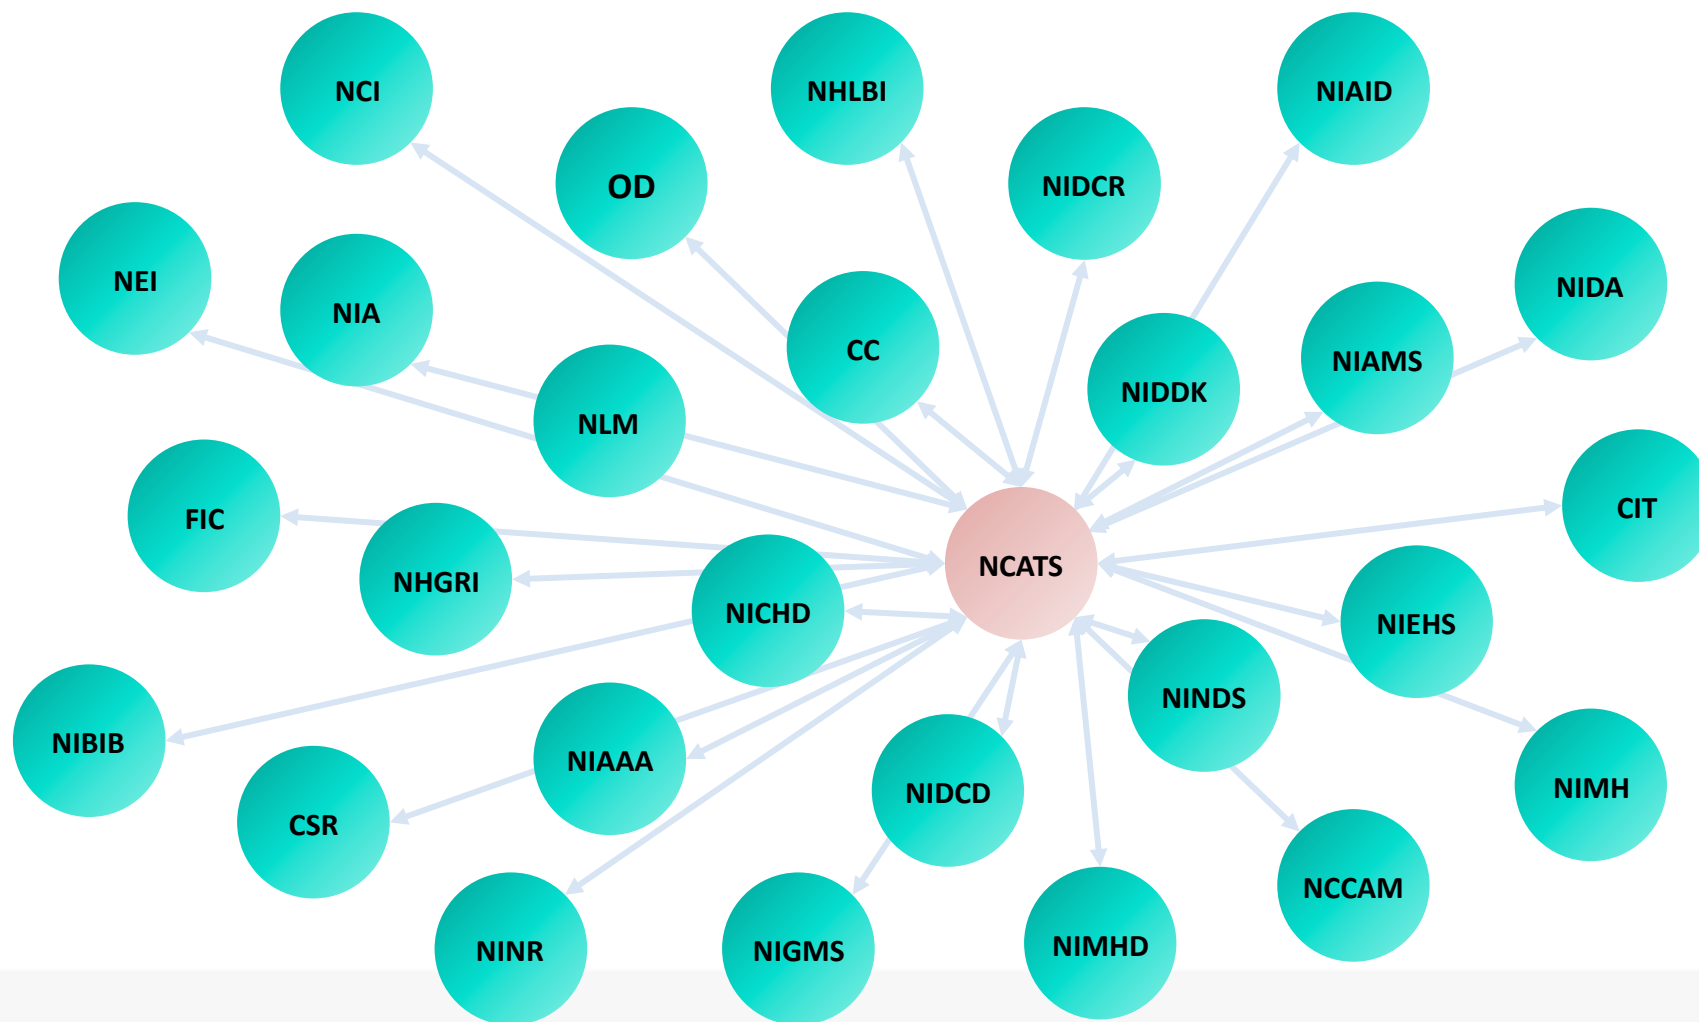 NCI
NHLBI
NIAID
OD
NIDCR
NEI
NIA
NIDA
CC
NIAMS
NIDDK
NLM
CIT
FIC
NCATS
NHGRI
NICHD
NIEHS
NINDS
NIBIB
NIAAA
NIMH
NIDCD
CSR
NCCAM
NIMHD
NINR
NIGMS